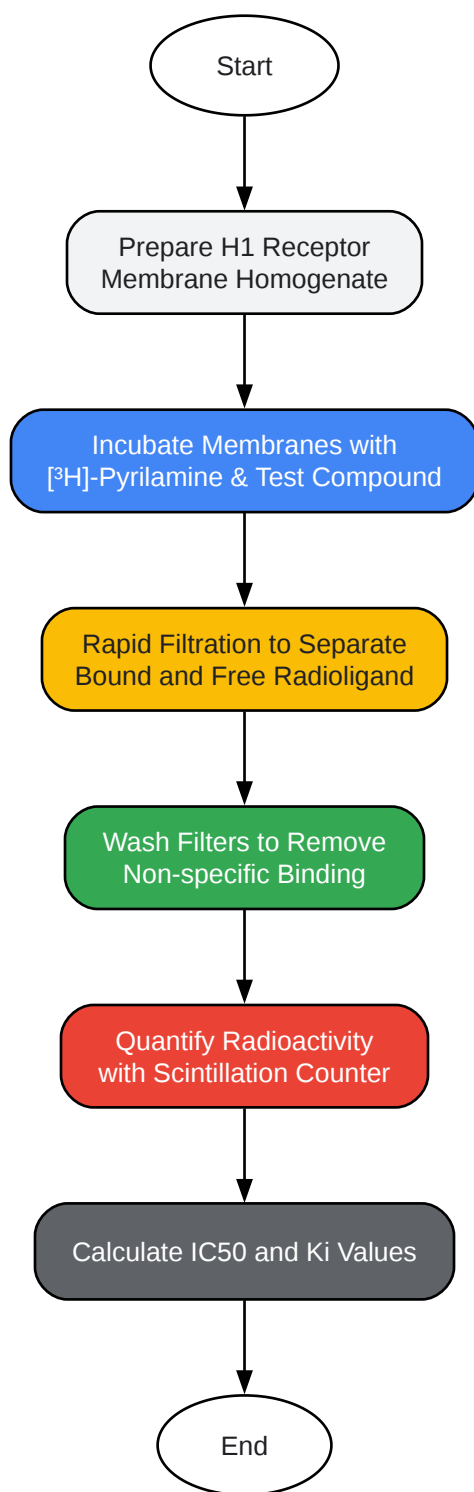 Start
Prepare H1 Receptor
Membrane Homogenate
Incubate Membranes with
[³H]-Pyrilamine & Test Compound
Rapid Filtration to Separate
Bound and Free Radioligand
Wash Filters to Remove
Non-specific Binding
Quantify Radioactivity
with Scintillation Counter
Calculate IC50 and Ki Values
End